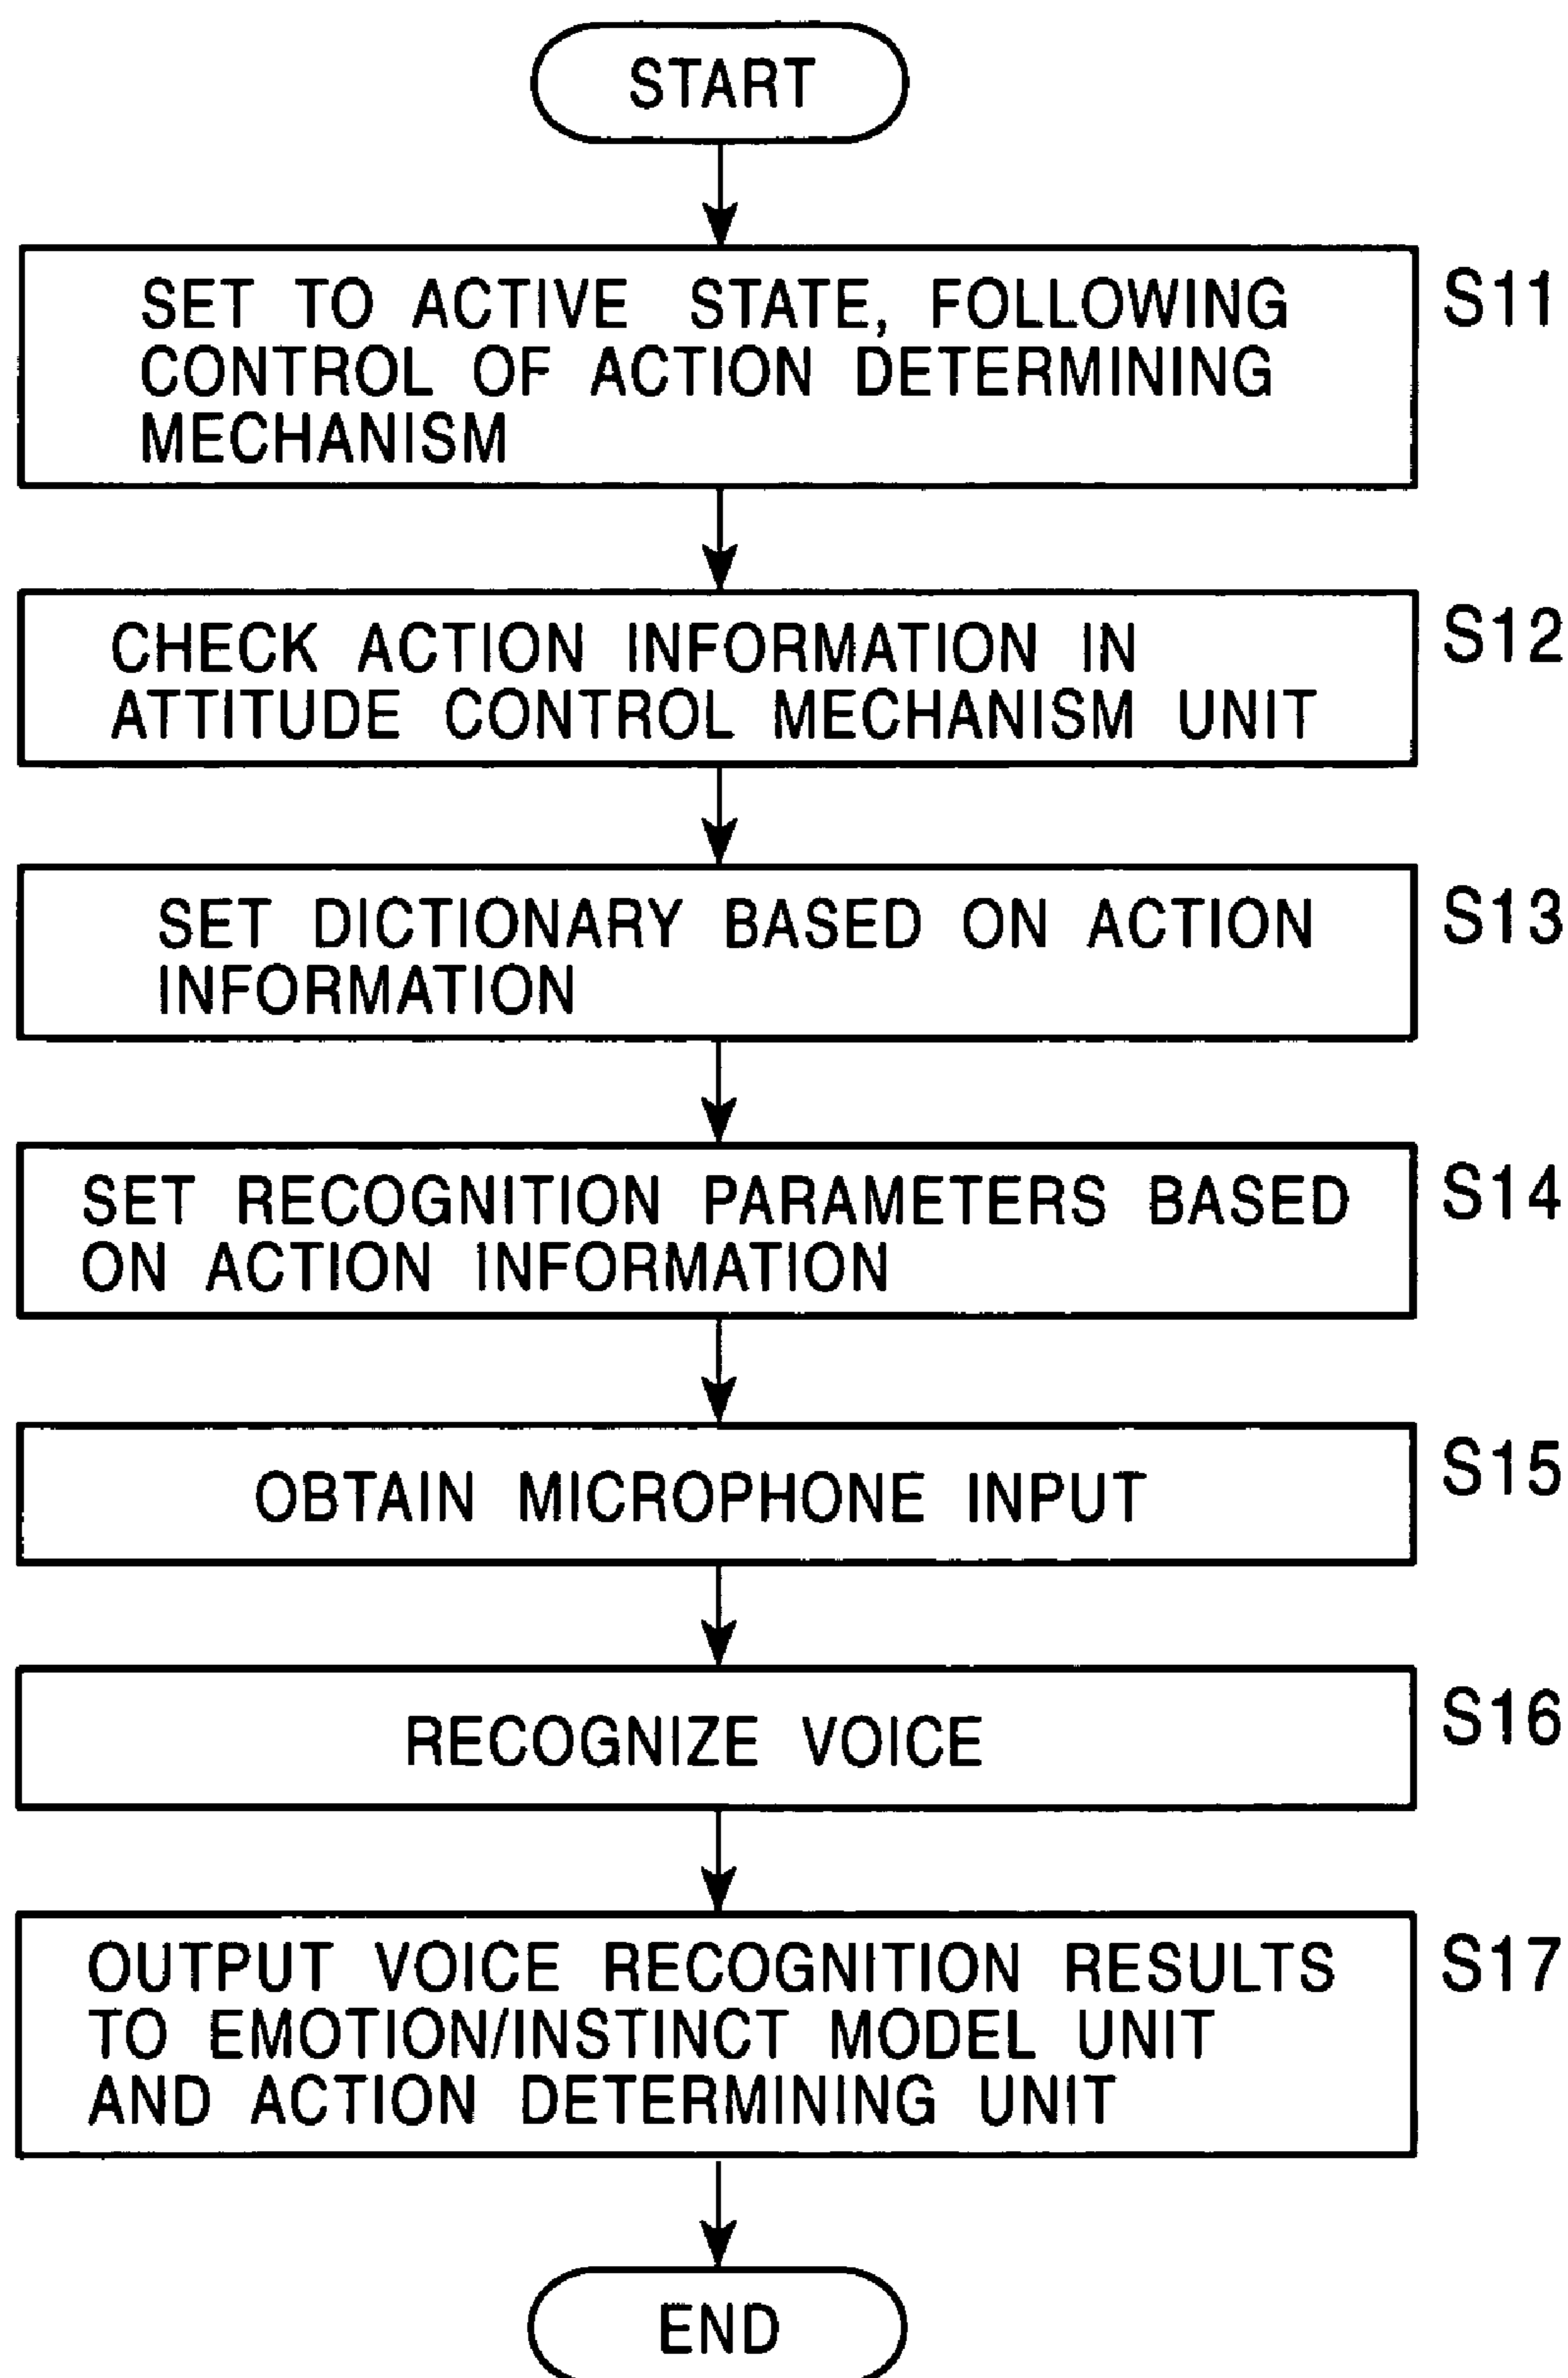 START
SET TO ACTIVE STATE, FOLLOWING
CONTROL OF ACTION DETERMINING
MECHANISM
S11
CHECK ACTION INFORMATION IN
ATTITUDE CONTROL MECHANISM UNIT
S12
SET DICTIONARY BASED ON ACTION
INFORMATION
S13
SET RECOGNITION PARAMETERS BASED
ON ACTION INFORMATION
S14
OBTAIN MICROPHONE INPUT
S15
RECOGNIZE VOICE
S16
OUTPUT VOICE RECOGNITION RESULTS
TO EMOTION/INSTINCT MODEL UNIT
AND ACTION DETERMINING UNIT
S17
END